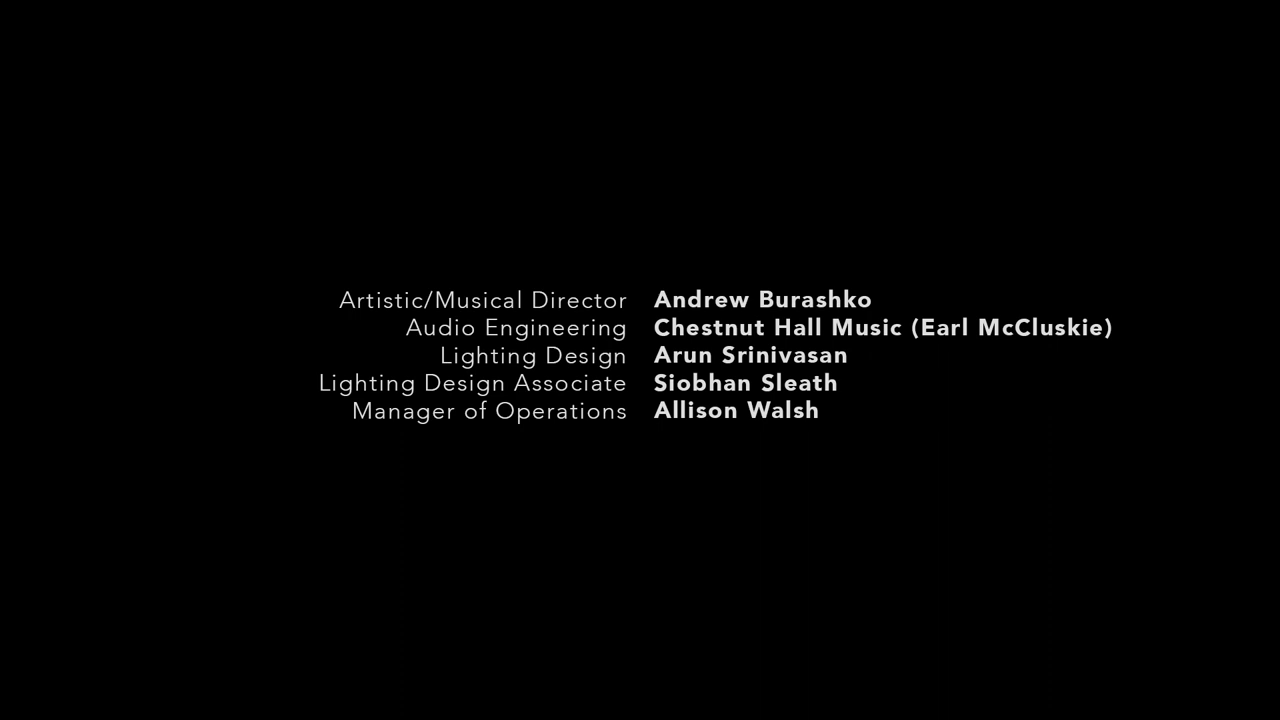 Artistic/Musical Director Andrew Burashko
Audio Engineering Chestnut Hall Music (Earl McCluskie)
Lighting Design Arun Srinivasan
Lighting Design Associate Siobhan Sleath
Manager of Operations Allison Walsh